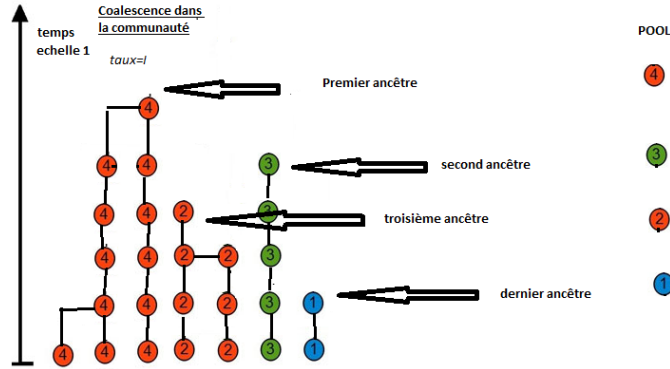 Coalescence dans
la communauté
temps
echelle 1
taux=I
POOL
Premier ancêtre
second ancêtre
troisième ancêtre
dernier ancêtre
4
4 4 3
4 4 2 3
4 4 2 2 3
4 4 2 2 3 1
4 4 4 2 2 3 1
4
3
2
1